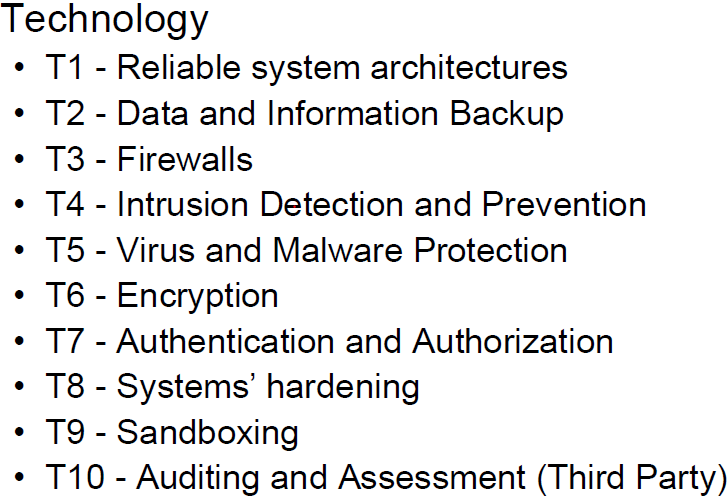 Technology
• T1 - Reliable system architectures
• T2 - Data and Information Backup
• T3 - Firewalls
• T4 - Intrusion Detection and Prevention
• T5 - Virus and Malware Protection
• T6 - Encryption
• T7 - Authentication and Authorization
• T8 - Systems’ hardening
• T9 - Sandboxing
• T10 - Auditing and Assessment (Third Party)